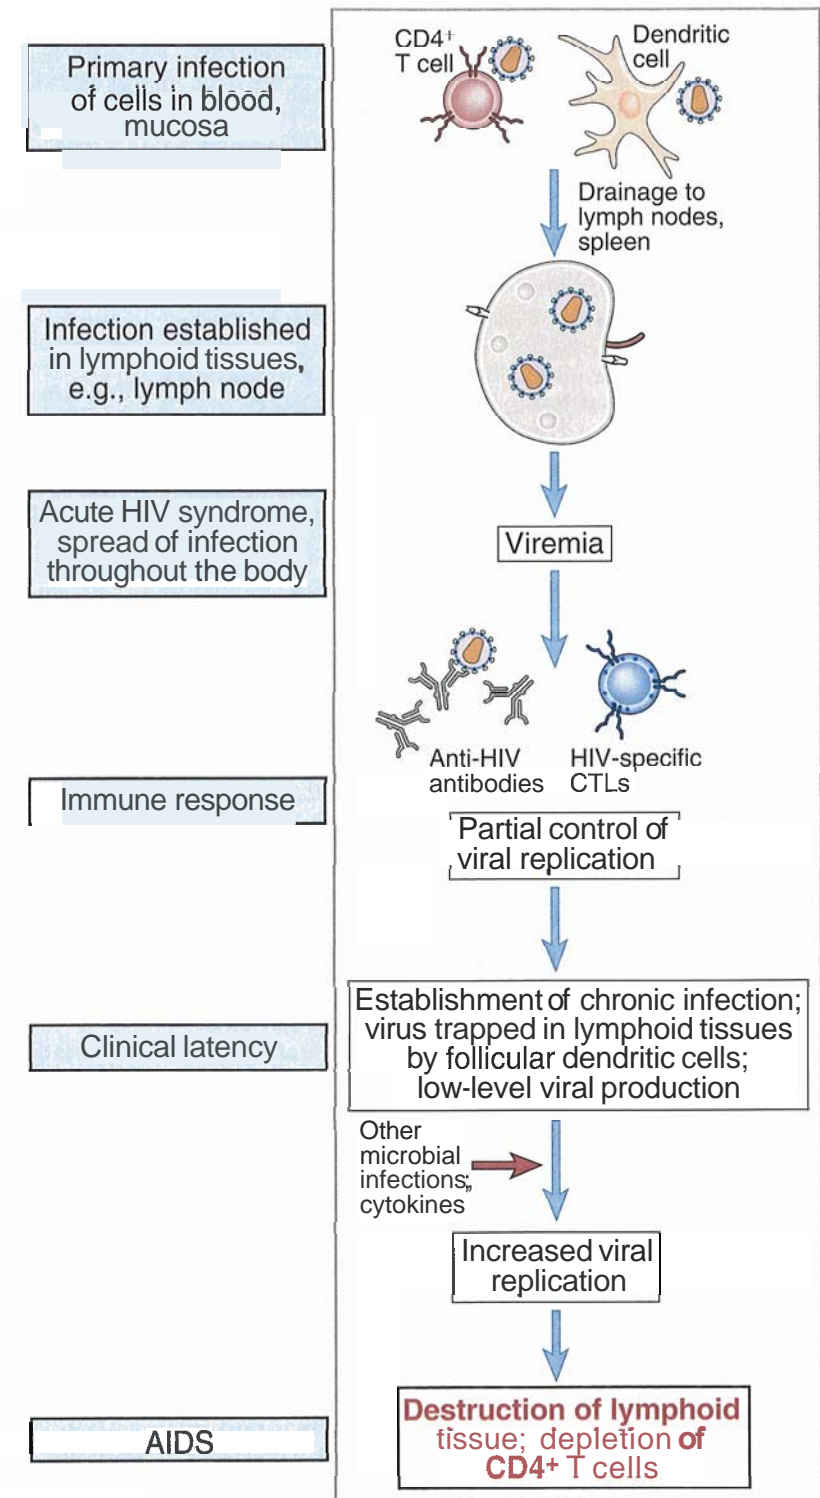 CD4+
T cell
Dendritic
cell
Primary infection
of cells in blood,
mucosa
Drainage to
lymph nodes,
spleen
Infection established
in lymphoid tissues,
e.g., lymph node
Acute HIV syndrome,
spread of infection
throughout the body
Viremia
Anti-HIV
antibodies
HIV-specific
CTLs
Immune response
Partial control of
viral replication
Clinical latency
Establishment of chronic infection;
virus trapped in lymphoid tissues
by follicular dendritic cells;
low-level viral production
Other
microbial
infections;
cytokines
Increased viral
replication
AIDS
Destruction of lymphoid
tissue; depletion of
CD4+ T cells